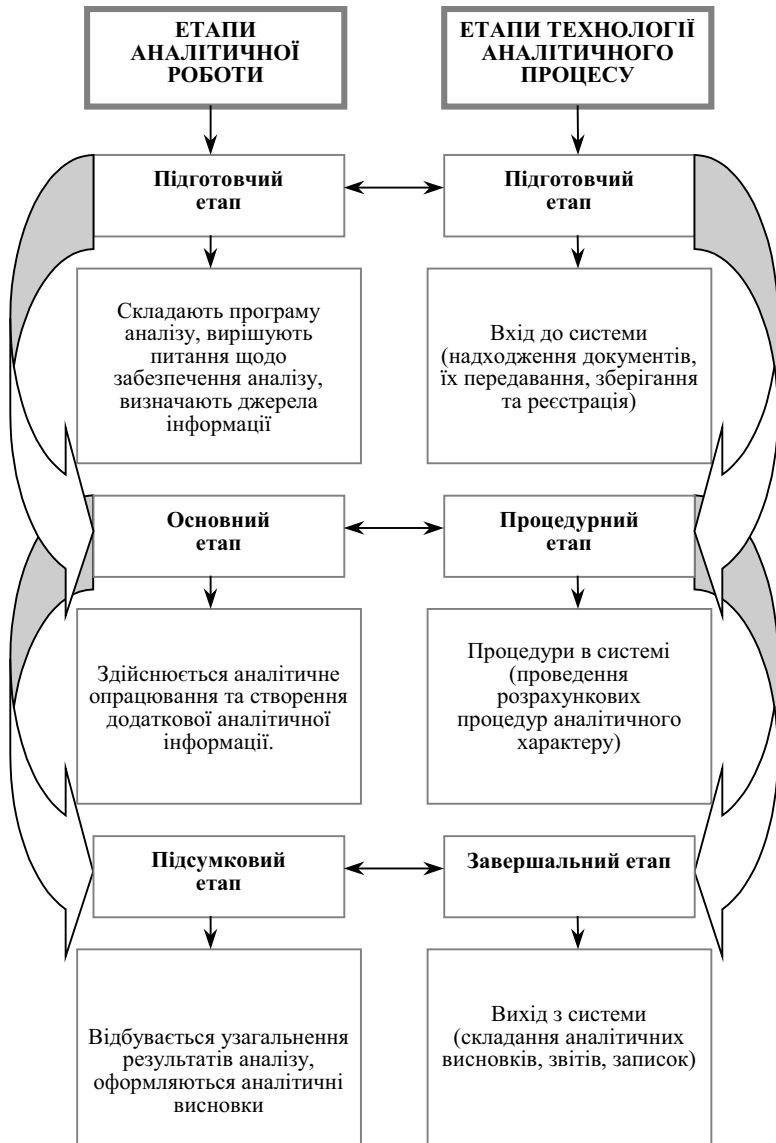 ЕТАПИ
АНАЛІТИЧНОЇ
РОБОТИ
ЕТАПИ ТЕХНОЛОГІЇ
АНАЛІТИЧНОГО
ПРОЦЕСУ
Підготовчий
етап
Підготовчий
етап
Складають програму
аналізу, вирішують
питання щодо
забезпечення аналізу,
визначають джерела
інформації
Вхід до системи
(надходження документів,
їх передавання, зберігання
та реєстрація)
Основний
етап
Процедурний
етап
Здійснюється аналітичне
опрацювання та створення
додаткової аналітичної
інформації.
Процедури в системі
(проведення
розрахункових
процедур аналітичного
характеру)
Підсумковий
етап
Завершальний етап
Відбувається узагальнення
результатів аналізу,
оформляються аналітичні
висновки
Вихід з системи
(складання аналітичних
висновків, звітів, записок)